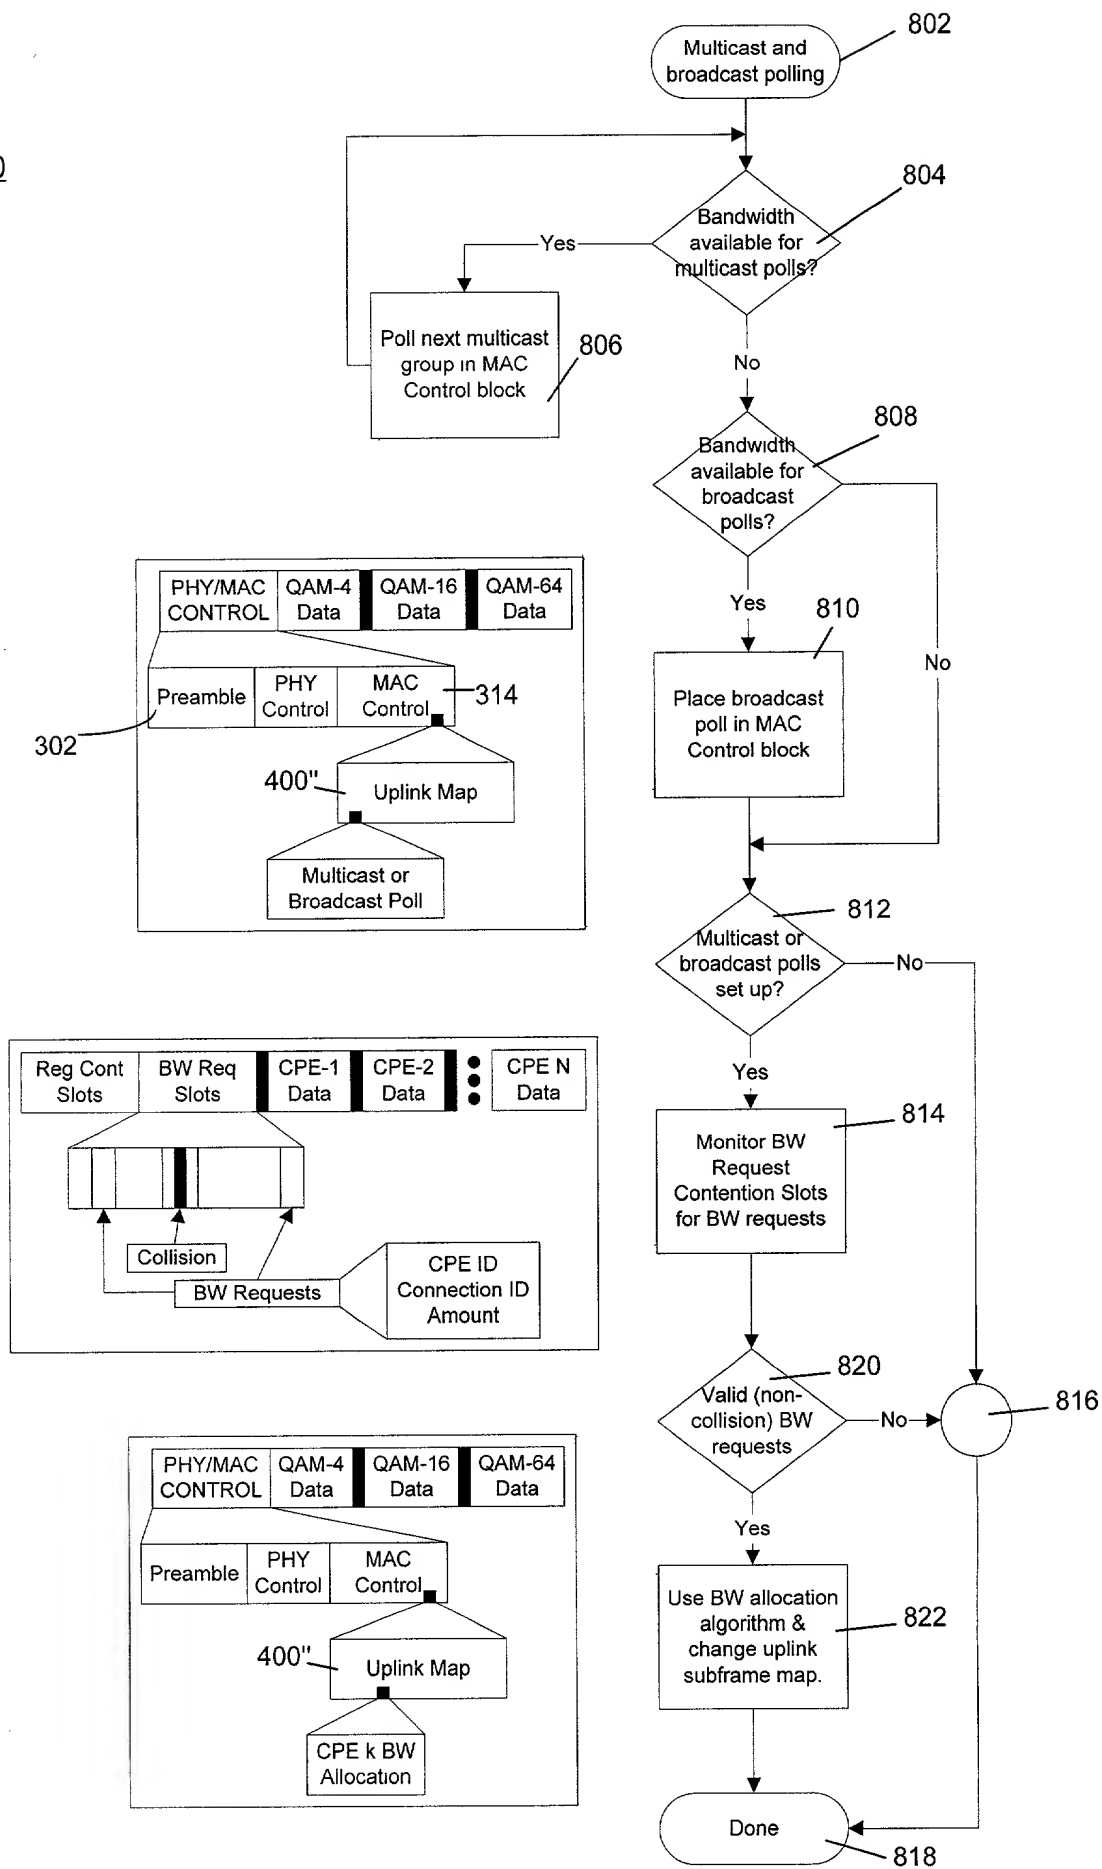 802
Multicast and
broadcast polling
0
804
Bandwidth
available for
multicast polls?
Yes
No
Poll next multicast
group in MAC
Control block
806
808
Bandwidth
available for
broadcast
polls?
Yes
No
810
Place broadcast
poll in MAC
Control block
PHY/MAC
CONTROL
QAM-4
Data
QAM-16
Data
QAM-64
Data
Preamble
PHY
Control
MAC
Control
314
302
400"
Uplink Map
Multicast or
Broadcast Poll
812
Multicast or
broadcast polls
set up?
No
Yes
Reg Cont
Slots
BW Req
Slots
CPE-1
Data
CPE-2
Data
CPE N
Data
Collision
BW Requests
CPE ID
Connection ID
Amount
814
Monitor BW
Request
Contention Slots
for BW requests
820
Valid (non-
collision) BW
requests
No
816
Yes
PHY/MAC
CONTROL
QAM-4
Data
QAM-16
Data
QAM-64
Data
Preamble
PHY
Control
MAC
Control
400"
Uplink Map
CPE k BW
Allocation
Use BW allocation
algorithm &
change uplink
subframe map.
822
Done
818